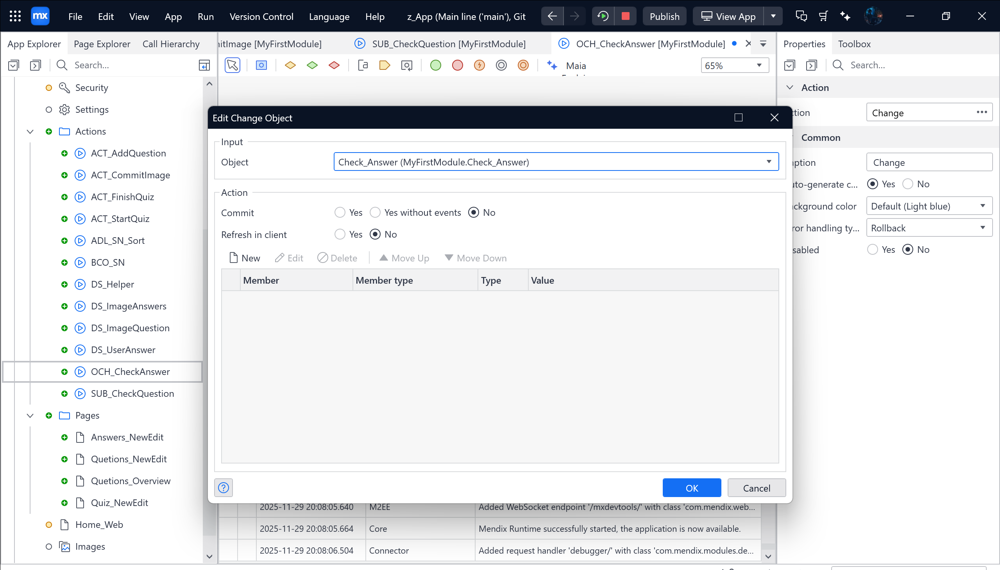 mx File Edit View App Run Version Control Language Help z_App (Main line ('main'), Git Publish View App
App Explorer Page Explorer Call Hierarchy
itImage [MyFirstModule] SUB_CheckQuestion [MyFirstModule] OCH_CheckAnswer [MyFirstModule]
Properties Toolbox
Search...
Maia
65%
Search...
Security
Settings
Actions
ACT_AddQuestion
ACT_CommitImage
ACT_FinishQuiz
ACT_StartQuiz
ADL_SN_Sort
BCO_SN
DS_Helper
DS_ImageAnswers
DS_ImageQuestion
DS_UserAnswer
OCH_CheckAnswer
SUB_CheckQuestion
Pages
Answers_NewEdit
Quetions_NewEdit
Quetions_Overview
Quiz_NewEdit
Home_Web
Images
Edit Change Object
Input
Object Check_Answer (MyFirstModule.Check_Answer)
Action
Commit Yes Yes without events No
Refresh in client Yes No
New Edit Delete Move Up Move Down
Member Member type Type Value
? OK Cancel
2025-11-29 20:08:05.640 M2EE Added WebSocket endpoint '/mxdevtools/' with class 'com.mendix.web...
2025-11-29 20:08:05.664 Core Mendix Runtime successfully started, the application is now available.
2025-11-29 20:08:06.504 Connector Added request handler 'debugger/' with class 'com.mendix.modules.de...
Action
ction Change ...
Common
aption Change
uto-generate c... Yes No
ackground color Default (Light blue)
ror handling ty... Rollback
sabled Yes No